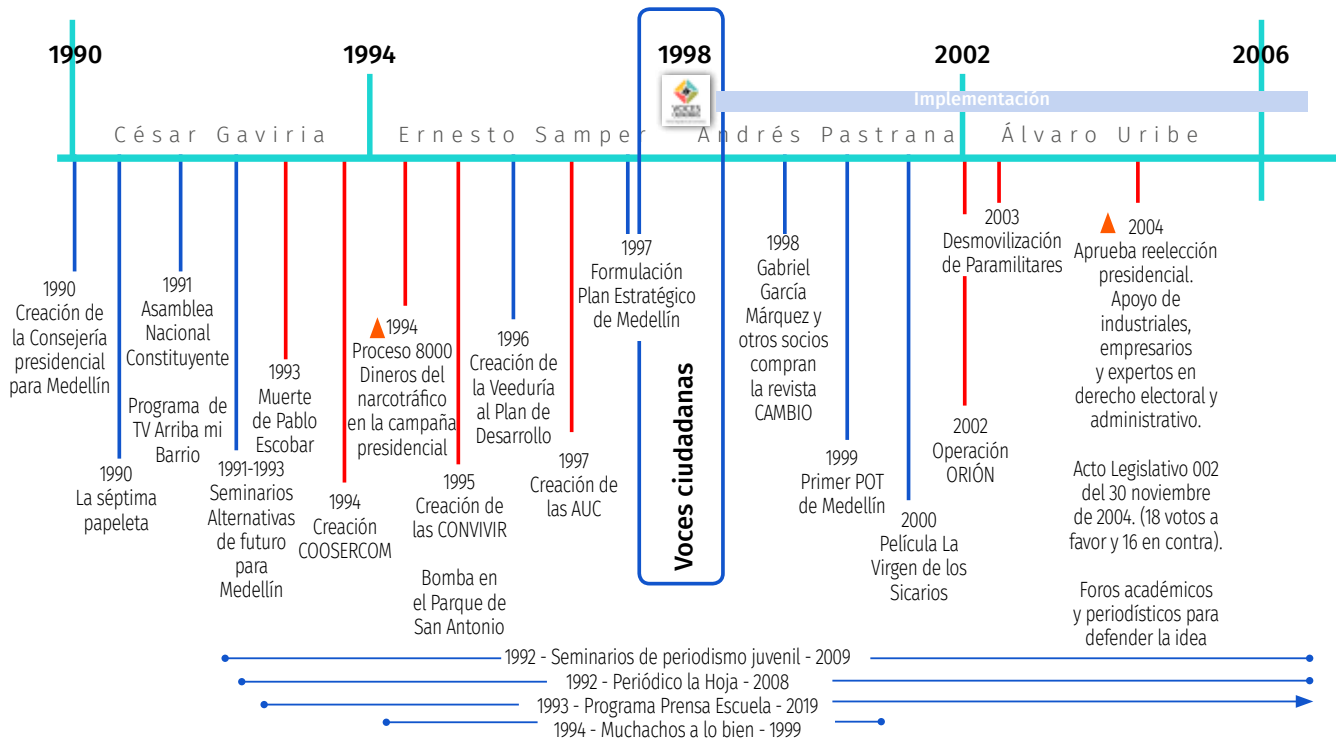 1990
1994
1998
2002
2006
VOCES
CIUDADANAS
Implementación
César Gaviria
Ernesto Samper
Andrés Pastrana
Álvaro Uribe
1990
Creación de
la Consejería
presidencial
para Medellín
1990
La séptima
papeleta
1991
Asamblea
Nacional
Constituyente
Programa de
TV Arriba mi
Barrio
1991-1993
Seminarios
Alternativas
de futuro
para
Medellín
1993
Muerte
de Pablo
Escobar
1994
Creación
COOSERCOM
1994
Proceso 8000
Dineros del
narcotráfico
en la campaña
presidencial
1995
Creación de
las CONVIVIR
Bomba en
el Parque de
San Antonio
1996
Creación de
la Veeduría
al Plan de
Desarrollo
1997
Creación de
las AUC
1997
Formulación
Plan Estratégico
de Medellín
Voces ciudadanas
1998
Gabriel
García
Márquez y
otros socios
compran
la revista
CAMBIO
1999
Primer POT
de Medellín
2000
Película La
Virgen de los
Sicarios
2002
Operación
ORIÓN
2003
Desmovilización
de Paramilitares
2004
Aprueba reelección
presidencial.
Apoyo de
industriales,
empresarios
y expertos en
derecho electoral y
administrativo.
Acto Legislativo 002
del 30 noviembre
de 2004. (18 votos a
favor y 16 en contra).
Foros académicos
y periodísticos para
defender la idea
1992 - Seminarios de periodismo juvenil - 2009
1992 - Periódico la Hoja - 2008
1993 - Programa Prensa Escuela - 2019
1994 - Muchachos a lo bien - 1999